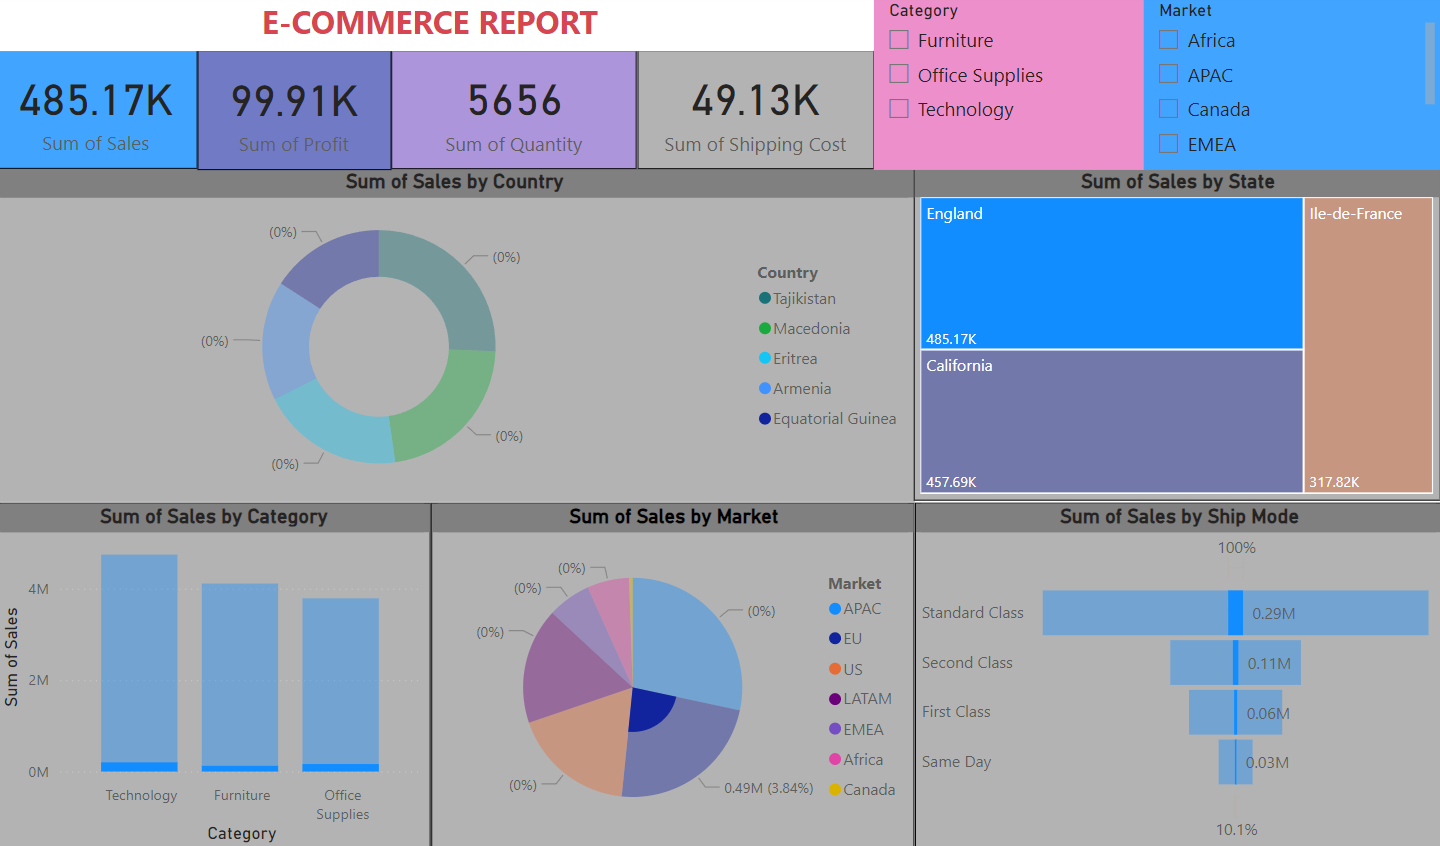 E-COMMERCE REPORT
485.17K
Sum of Sales
99.91K
Sum of Profit
5656
Sum of Quantity
49.13K
Sum of Shipping Cost
Category
Furniture
Office Supplies
Technology
Market
Africa
APAC
Canada
EMEA
Sum of Sales by Country
(0%)
(0%)
(0%)
(0%)
(0%)
Country
Tajikistan
Macedonia
Eritrea
Armenia
Equatorial Guinea
Sum of Sales by State
England
485.17K
California
457.69K
Ile-de-France
317.82K
Sum of Sales by Category
Sum of Sales
4M
2M
0M
Technology
Furniture
Office
Supplies
Category
Sum of Sales by Market
(0%)
(0%)
(0%)
(0%)
(0%)
0.49M (3.84%)
Market
APAC
EU
US
LATAM
EMEA
Africa
Canada
Sum of Sales by Ship Mode
100%
Standard Class
0.29M
Second Class
0.11M
First Class
0.06M
Same Day
0.03M
10.1%